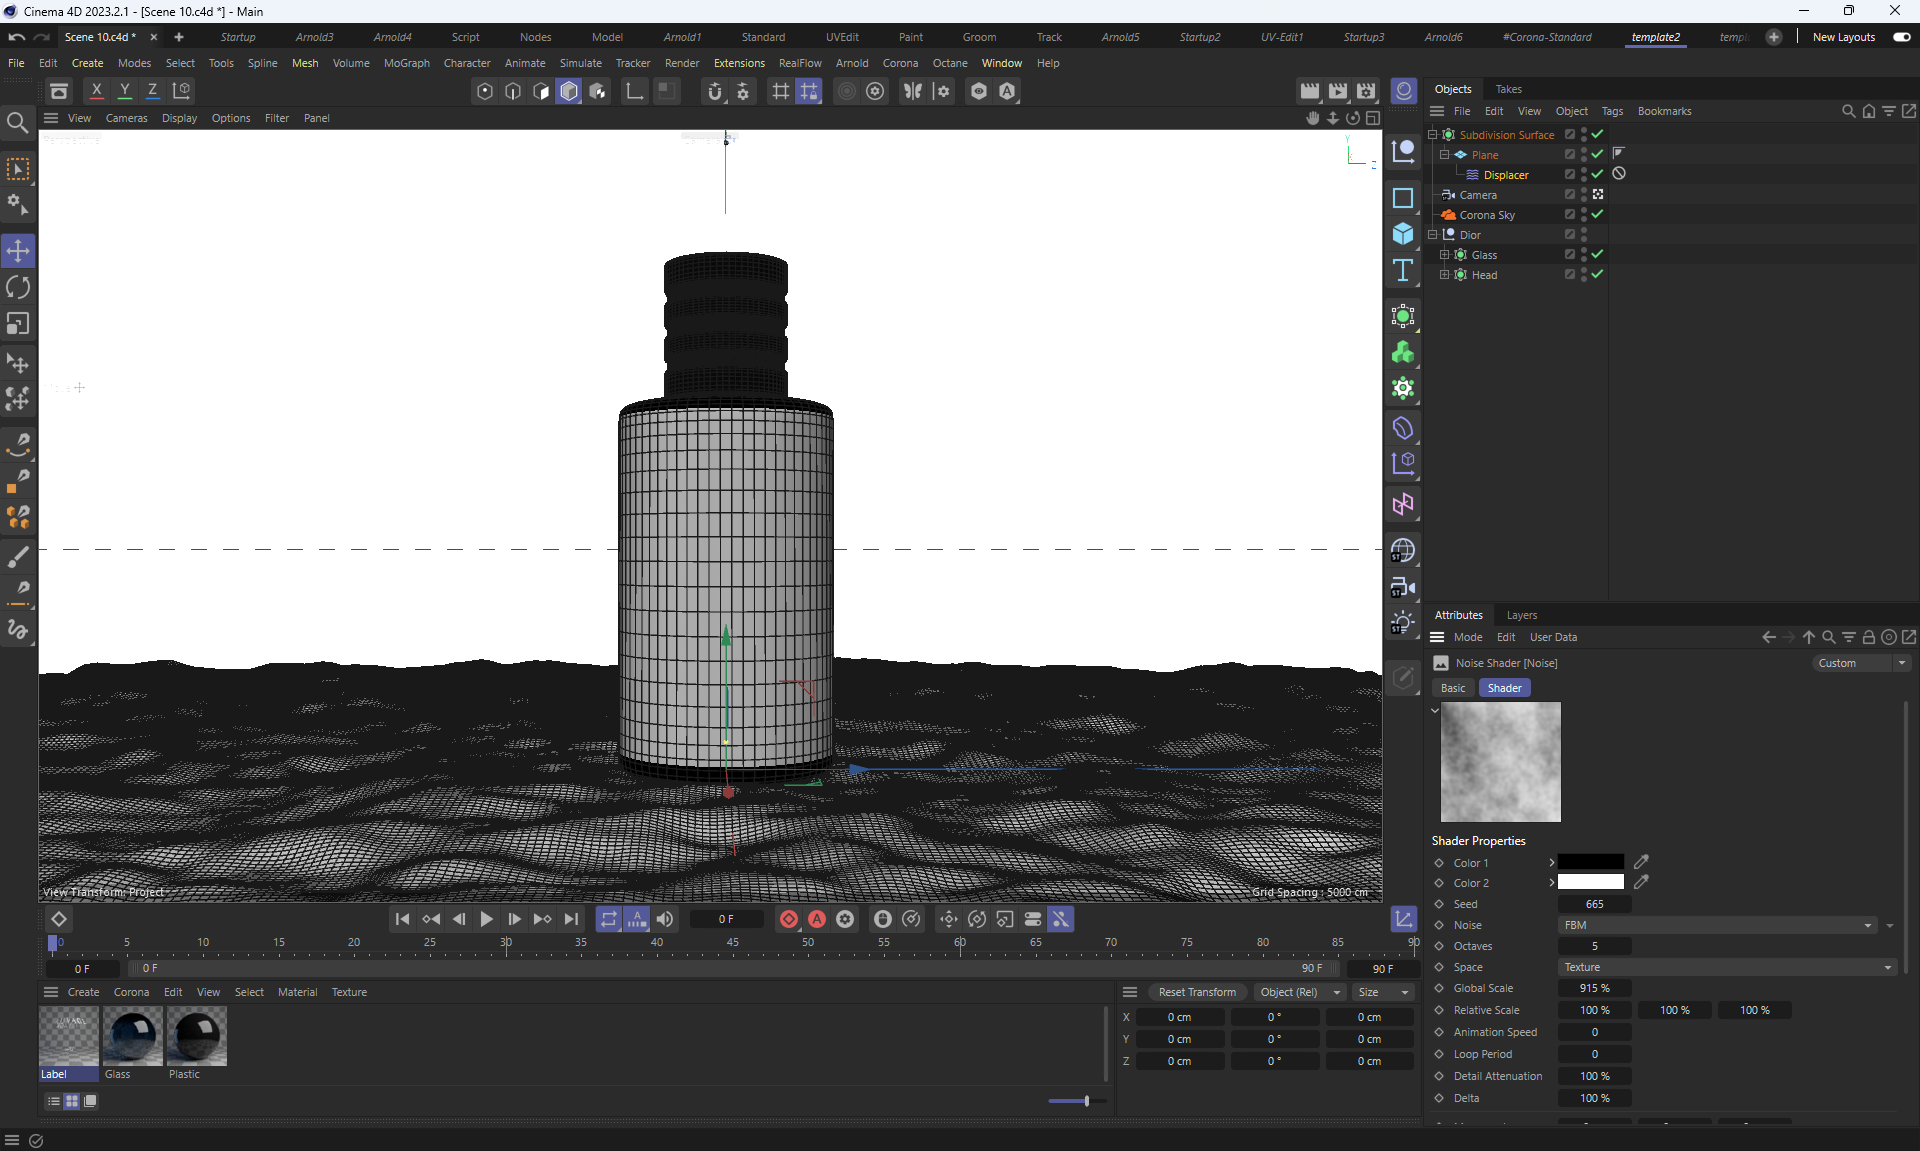 Cinema 4D 2023.2.1 - [Scene 10.c4d *] - Main
Scene 10.c4d * × + Startup Arnold3 Arnold4 Script Nodes Model Arnold1 Standard UVEdit Paint Groom Track Arnold5 Startup2 UV-Edit1 Startup3 Arnold6 #Corona-Standard template2 templ New Layouts
File Edit Create Modes Select Tools Spline Mesh Volume MoGraph Character Animate Simulate Tracker Render Extensions RealFlow Arnold Corona Octane Window Help
X Y Z
View Cameras Display Options Filter Panel
Y
Z
View Transform: Project
Grid Spacing : 5000 cm
Objects Takes
File Edit View Object Tags Bookmarks
Subdivision Surface
Plane
Displacer
Camera
Corona Sky
Dior
Glass
Head
Attributes Layers
Mode Edit User Data
Noise Shader [Noise] Custom
Basic Shader
Shader Properties
Color 1
Color 2
Seed 665
Noise FBM
Octaves 5
Space Texture
Global Scale 915 %
Relative Scale 100 % 100 % 100 %
Animation Speed 0
Loop Period 0
Detail Attenuation 100 %
Delta 100 %
0 F
0 5 10 15 20 25 30 35 40 45 50 55 60 65 70 75 80 85 90
0 F 0 F 90 F 90 F
Create Corona Edit View Select Material Texture
Label Glass Plastic
Reset Transform Object (Rel) Size
X 0 cm 0 ° 0 cm
Y 0 cm 0 ° 0 cm
Z 0 cm 0 ° 0 cm